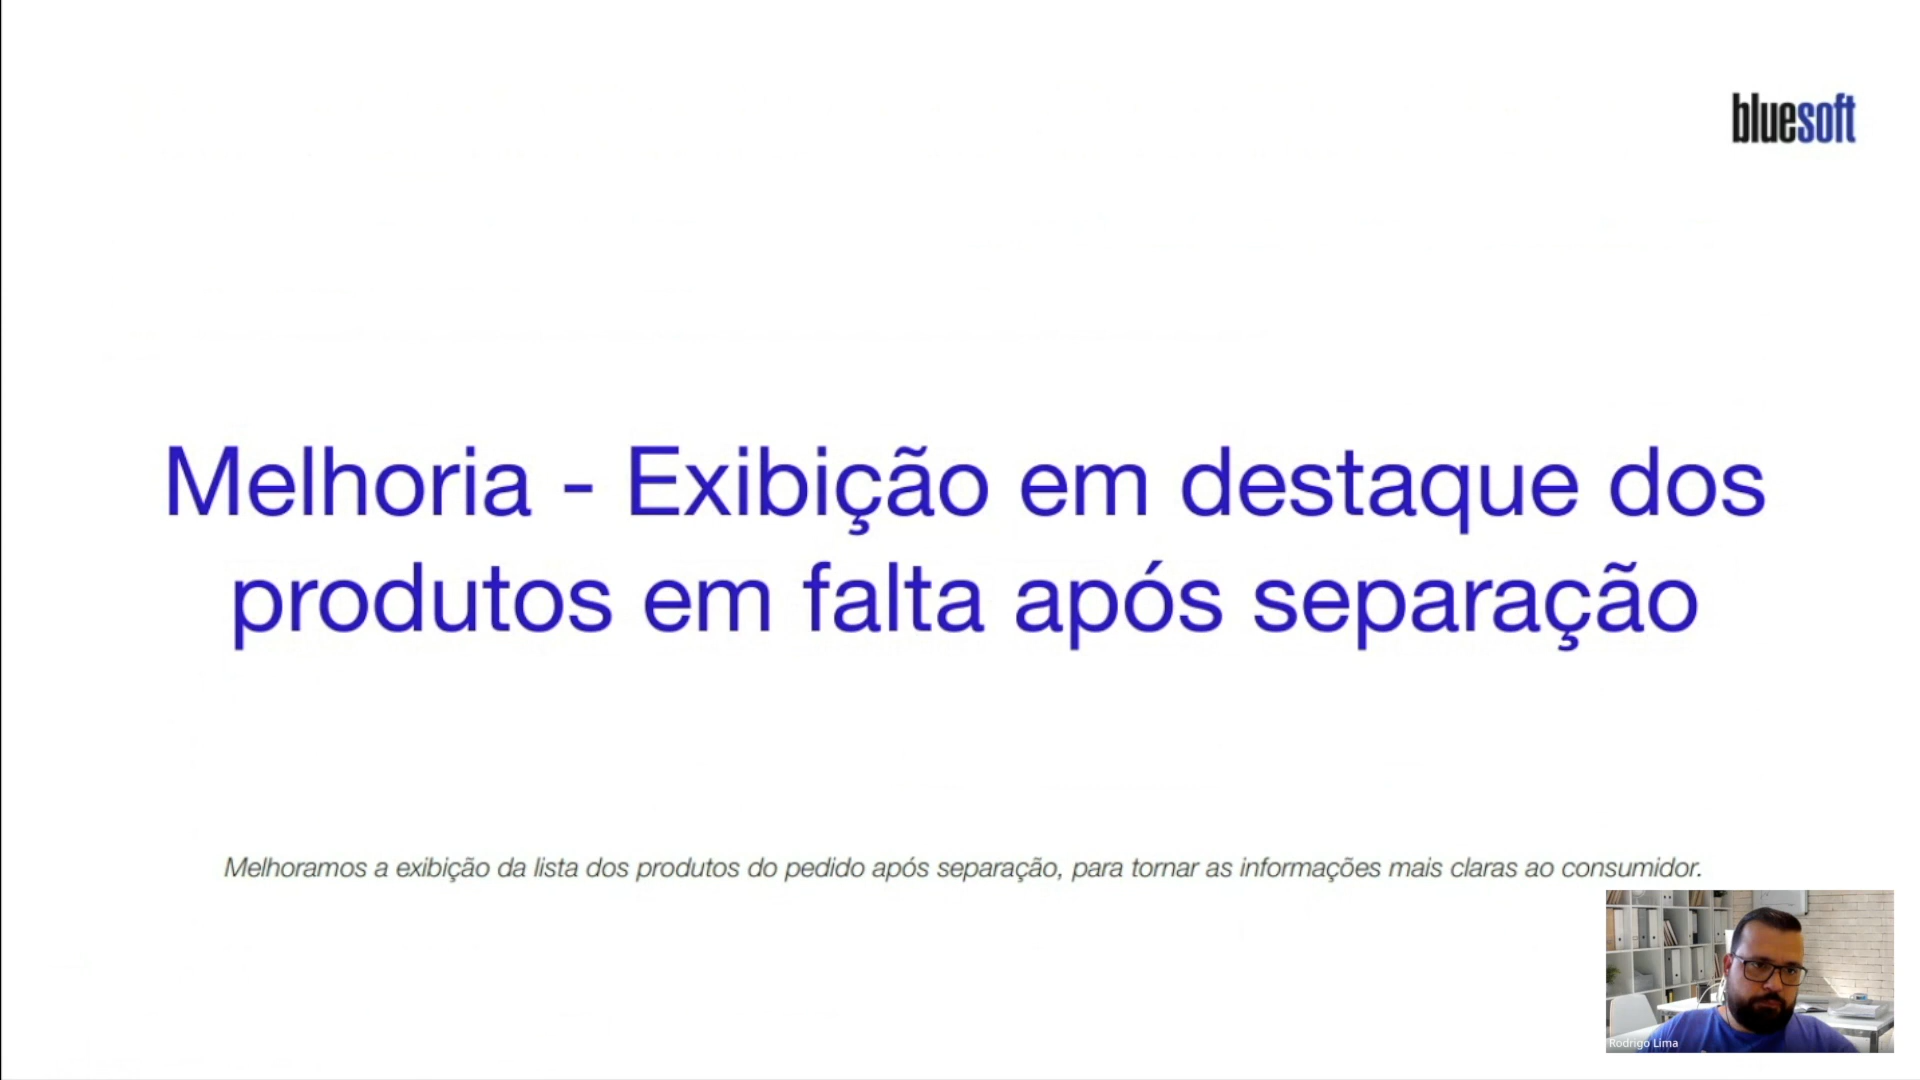 bluesoft
Melhoria - Exibição em destaque dos
produtos em falta após separação
Melhoramos a exibição da lista dos produtos do pedido após separação, para tornar as informações mais claras ao consumidor.
Rodrigo Lima